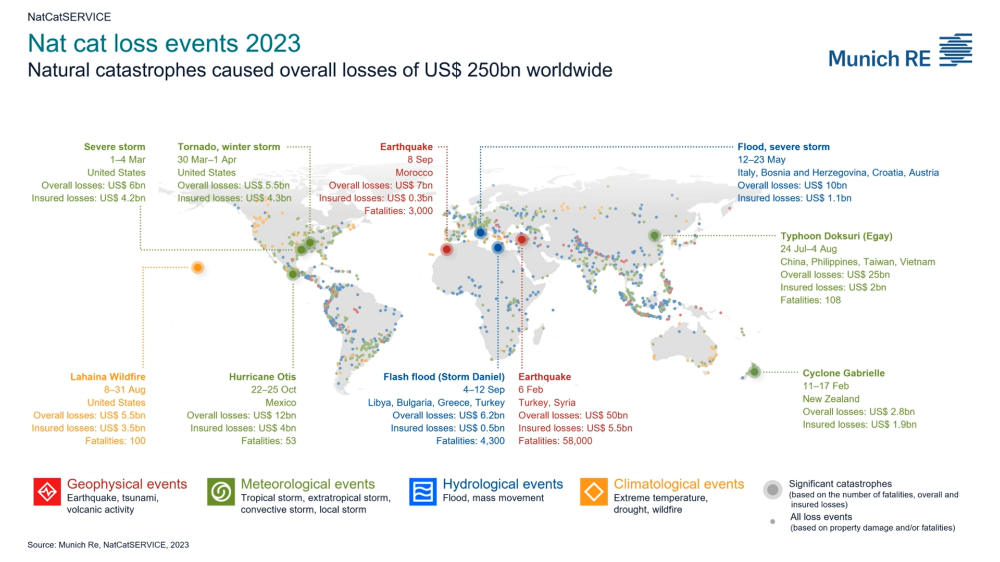 NatCatSERVICE
Nat cat loss events 2023
Natural catastrophes caused overall losses of US$ 250bn worldwide
Munich RE
Severe storm
1–4 Mar
United States
Overall losses: US$ 6bn
Insured losses: US$ 4.2bn
Tornado, winter storm
30 Mar–1 Apr
United States
Overall losses: US$ 5.5bn
Insured losses: US$ 4.3bn
Earthquake
8 Sep
Morocco
Overall losses: US$ 7bn
Insured losses: US$ 0.3bn
Fatalities: 3,000
Flood, severe storm
12–23 May
Italy, Bosnia and Herzegovina, Croatia, Austria
Overall losses: US$ 10bn
Insured losses: US$ 1.1bn
Typhoon Doksuri (Egay)
24 Jul–4 Aug
China, Philippines, Taiwan, Vietnam
Overall losses: US$ 25bn
Insured losses: US$ 2bn
Fatalities: 108
Lahaina Wildfire
8–31 Aug
United States
Overall losses: US$ 5.5bn
Insured losses: US$ 3.5bn
Fatalities: 100
Hurricane Otis
22–25 Oct
Mexico
Overall losses: US$ 12bn
Insured losses: US$ 4bn
Fatalities: 53
Flash flood (Storm Daniel)
4–12 Sep
Libya, Bulgaria, Greece, Turkey
Overall losses: US$ 6.2bn
Insured losses: US$ 0.5bn
Fatalities: 4,300
Earthquake
6 Feb
Turkey, Syria
Overall losses: US$ 50bn
Insured losses: US$ 5.5bn
Fatalities: 58,000
Cyclone Gabrielle
11–17 Feb
New Zealand
Overall losses: US$ 2.8bn
Insured losses: US$ 1.9bn
Geophysical events
Earthquake, tsunami,
volcanic activity
Meteorological events
Tropical storm, extratropical storm,
convective storm, local storm
Hydrological events
Flood, mass movement
Climatological events
Extreme temperature,
drought, wildfire
Significant catastrophes
(based on the number of fatalities, overall and
insured losses)
All loss events
(based on property damage and/or fatalities)
Source: Munich Re, NatCatSERVICE, 2023